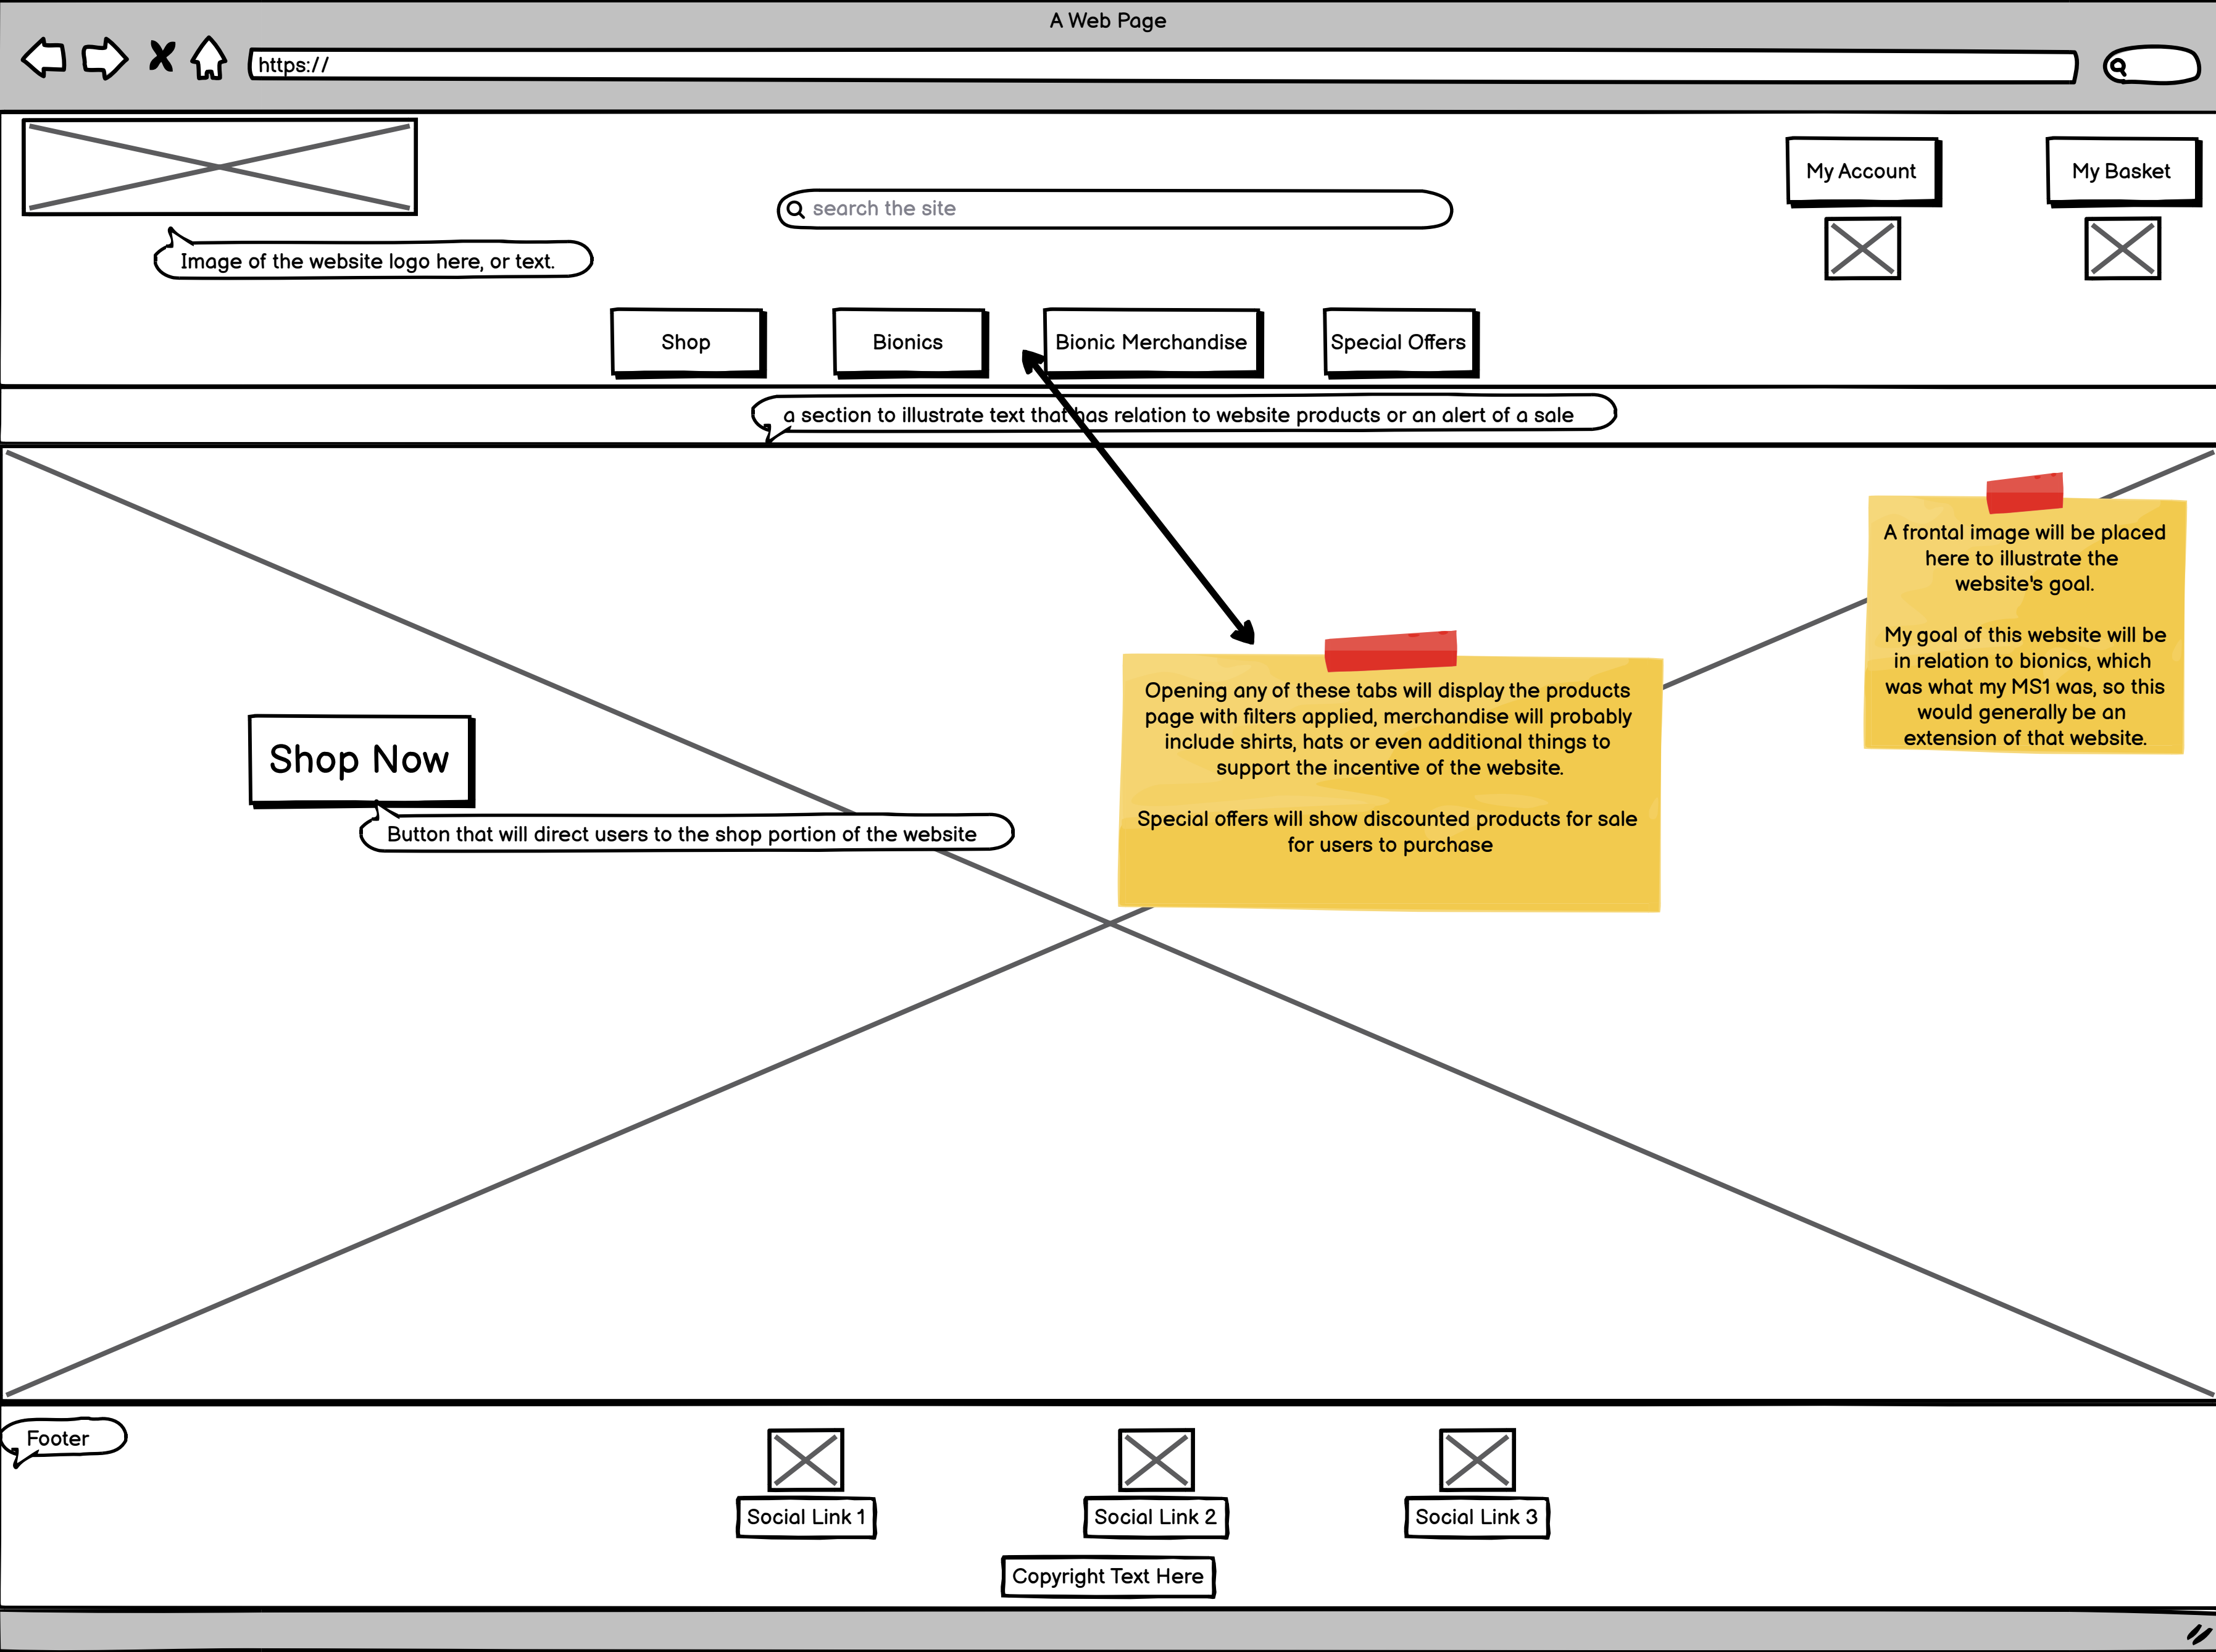 A Web Page
https://
My Account
My Basket
search the site
Image of the website logo here, or text.
Shop
Bionics
Bionic Merchandise
Special Offers
a section to illustrate text that has relation to website products or an alert of a sale
A frontal image will be placed
here to illustrate the
website's goal.
My goal of this website will be
in relation to bionics, which
was what my MS1 was, so this
would generally be an
extension of that website.
Opening any of these tabs will display the products
page with filters applied, merchandise will probably
include shirts, hats or even additional things to
support the incentive of the website.
Special offers will show discounted products for sale
for users to purchase
Shop Now
Button that will direct users to the shop portion of the website
Footer
Social Link 1
Social Link 2
Social Link 3
Copyright Text Here